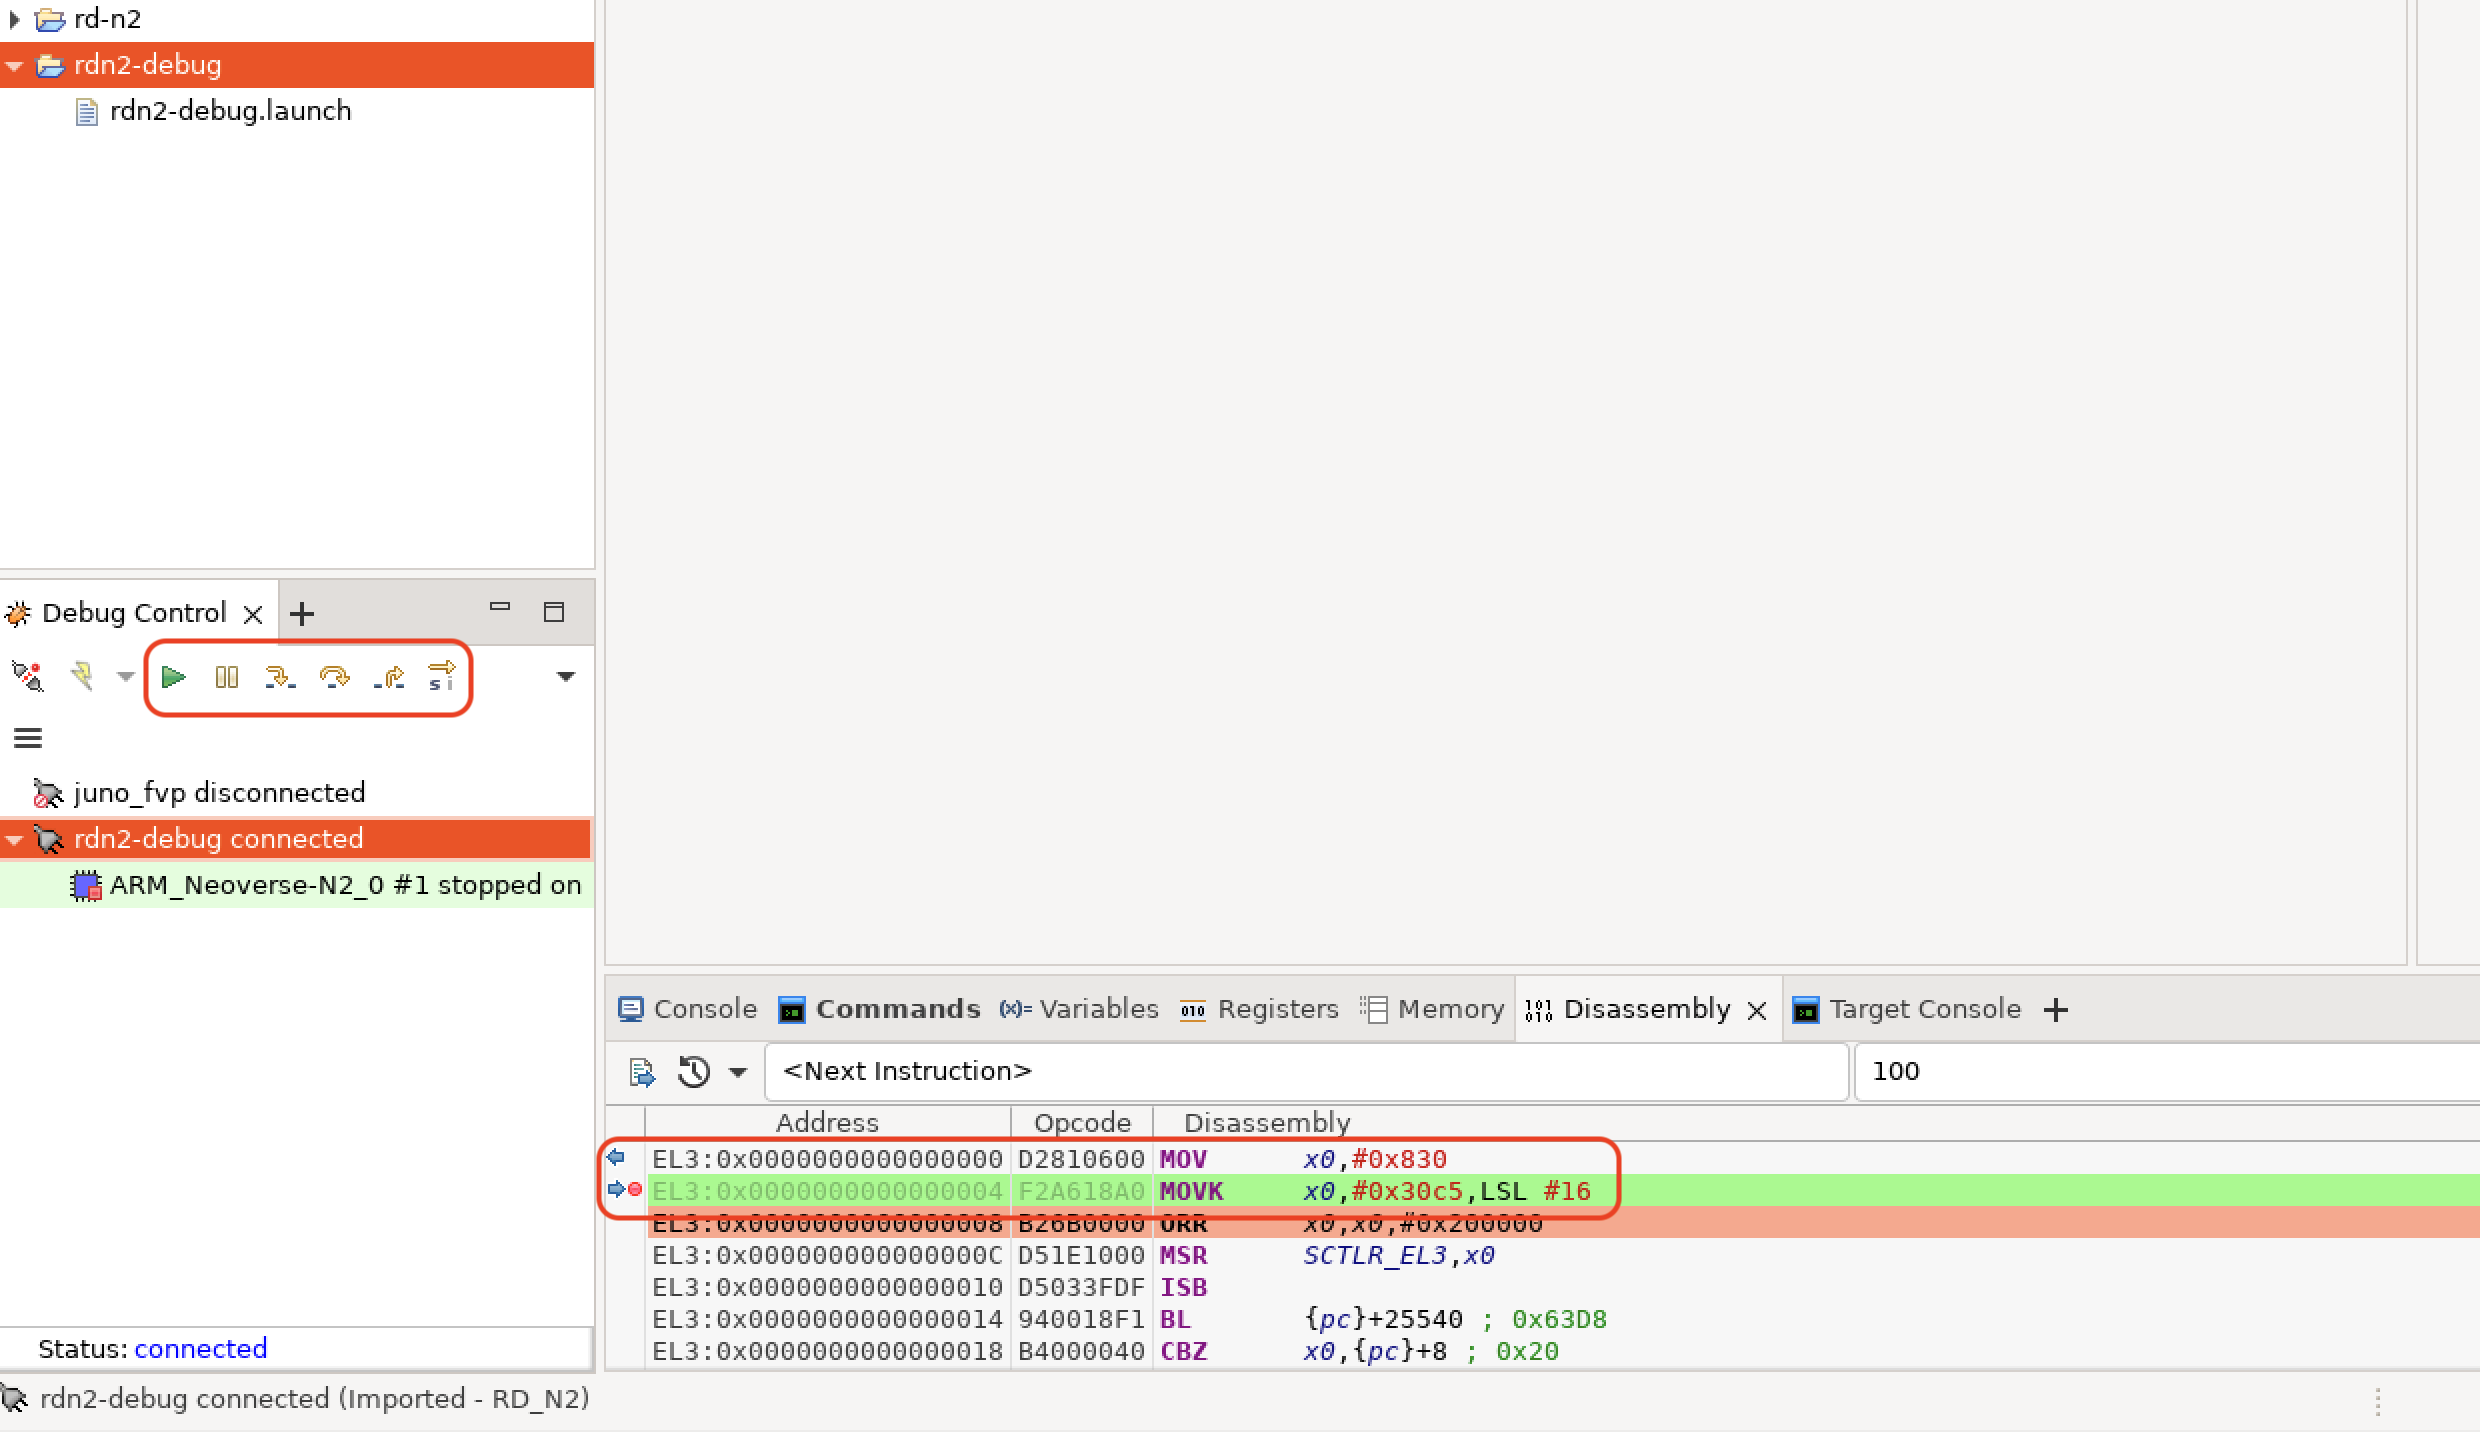 rd-n2
rdn2-debug
rdn2-debug.launch
Debug Control
si
juno_fvp disconnected
rdn2-debug connected
ARM_Neoverse-N2_0 #1 stopped on
Status: connected
rdn2-debug connected (Imported - RD_N2)
Console Commands (x)= Variables 010 Registers Memory 101 010 Disassembly Target Console
<Next Instruction> 100
Address Opcode Disassembly
EL3:0x0000000000000000 D2810600 MOV x0,#0x830
EL3:0x0000000000000004 F2A618A0 MOVK x0,#0x30c5,LSL #16
EL3:0x0000000000000008 B26B0000 ORR x0,x0,#0x200000
EL3:0x000000000000000C D51E1000 MSR SCTLR_EL3,x0
EL3:0x0000000000000010 D5033FDF ISB
EL3:0x0000000000000014 940018F1 BL {pc}+25540 ; 0x63D8
EL3:0x0000000000000018 B4000040 CBZ x0,{pc}+8 ; 0x20